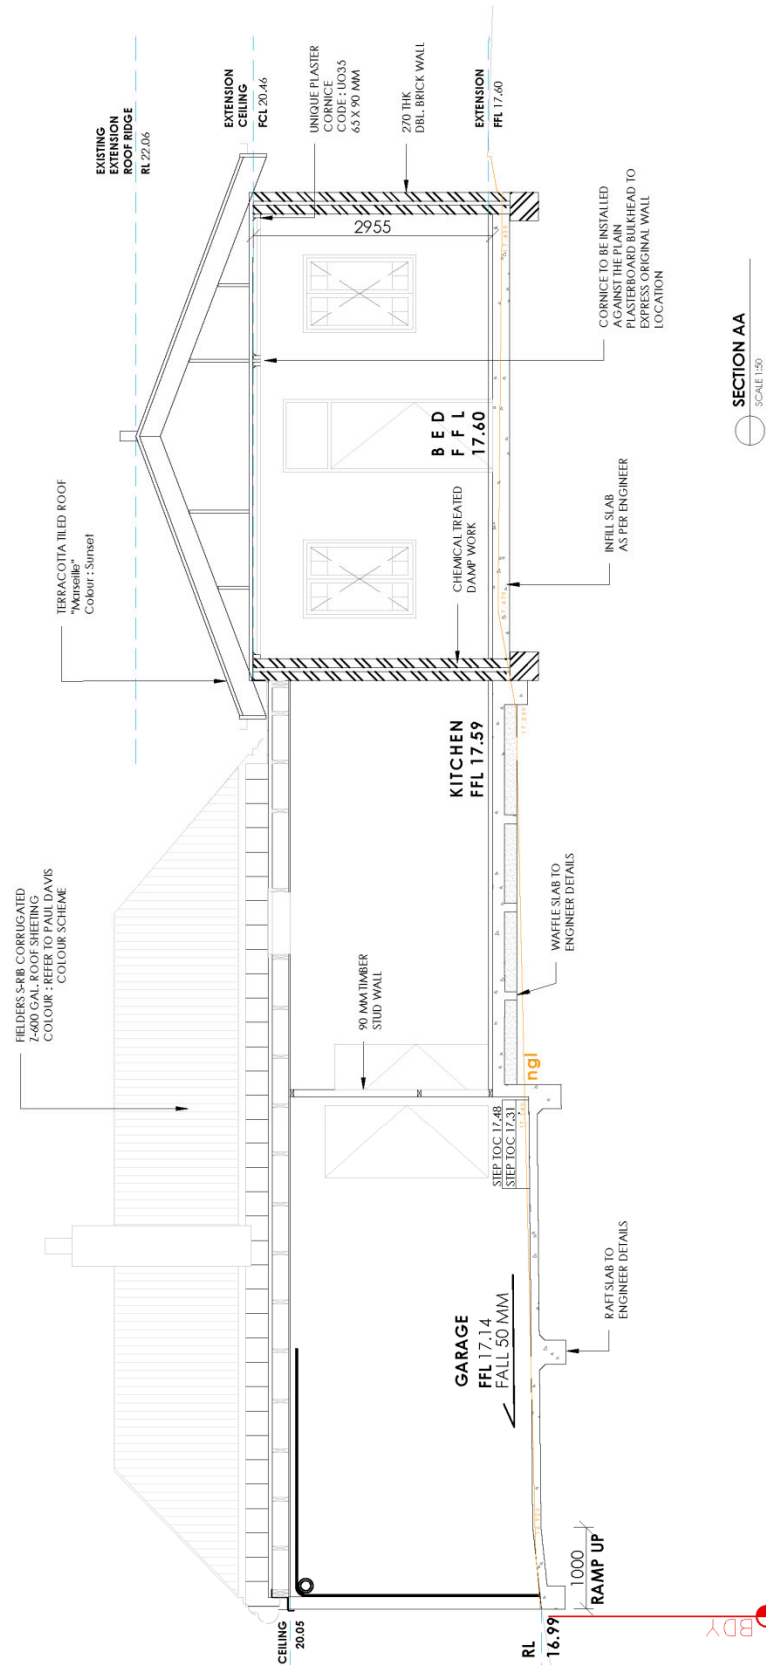 FIELDERS S-RIB CORRUGATED
Z-600 GAL. ROOF SHEETING
COLOUR : REFER TO PAUL DAVIS
COLOUR SCHEME
TERRACOTTA TILED ROOF
"Marseille"
Colour : Sunset
EXISTING
EXTENSION
ROOF RIDGE
RL 22.06
EXTENSION
CEILING
FCL 20.46
UNIQUE PLASTER
CORNICE
CODE : UO35
65 X 90 MM
270 THK
DBL. BRICK WALL
EXTENSION
FFL 17.60
2955
CORNICE TO BE INSTALLED
AGAINST THE PLAIN
PLASTERBOARD BULKHEAD TO
EXPRESS ORIGINAL WALL
LOCATION
BED
FFL
17.60
CHEMICAL TREATED
DAMP WORK
INFILL SLAB
AS PER ENGINEER
KITCHEN
FFL 17.59
WAFFLE SLAB TO
ENGINEER DETAILS
90 MM TIMBER
STUD WALL
ngl
STEP TOC 17.48
STEP TOC 17.31
GARAGE
FFL 17.14
FALL 50 MM
RAFT SLAB TO
ENGINEER DETAILS
1000
RAMP UP
CEILING
20.05
RL
16.99
BDY
SECTION AA
SCALE 1:50